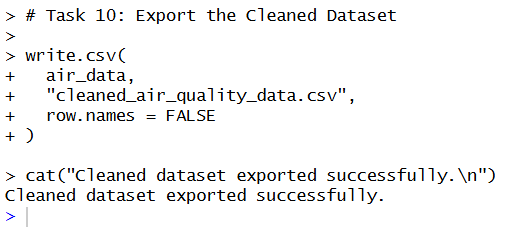 > # Task 10: Export the Cleaned Dataset
>
> write.csv(
+   air_data,
+   "cleaned_air_quality_data.csv",
+   row.names = FALSE
+ )
> cat("Cleaned dataset exported successfully.\n")
Cleaned dataset exported successfully.
>